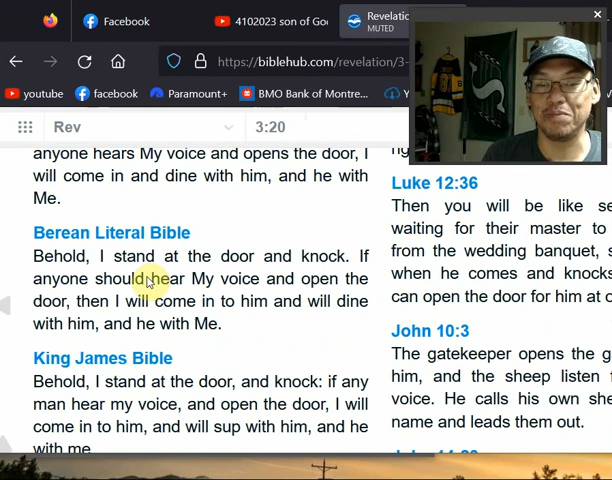 Facebook
4102023 son of Go
Revelatio
MUTED
https://biblehub.com/revelation/3-
youtube
facebook
Paramount+
BMO Bank of Montre...
Y
Rev
3:20
anyone hears My voice and opens the door, I
will come in and dine with him, and he with
Me.
Berean Literal Bible
Behold, I stand at the door and knock. If
anyone should hear My voice and open the
door, then I will come in to him and will dine
with him, and he with Me.
King James Bible
Behold, I stand at the door, and knock: if any
man hear my voice, and open the door, I will
come in to him, and will sup with him, and he
with me.
Luke 12:36
Then you will be like se
waiting for their master to
from the wedding banquet, s
when he comes and knocks
can open the door for him at o
John 10:3
The gatekeeper opens the g
him, and the sheep listen f
voice. He calls his own she
name and leads them out.